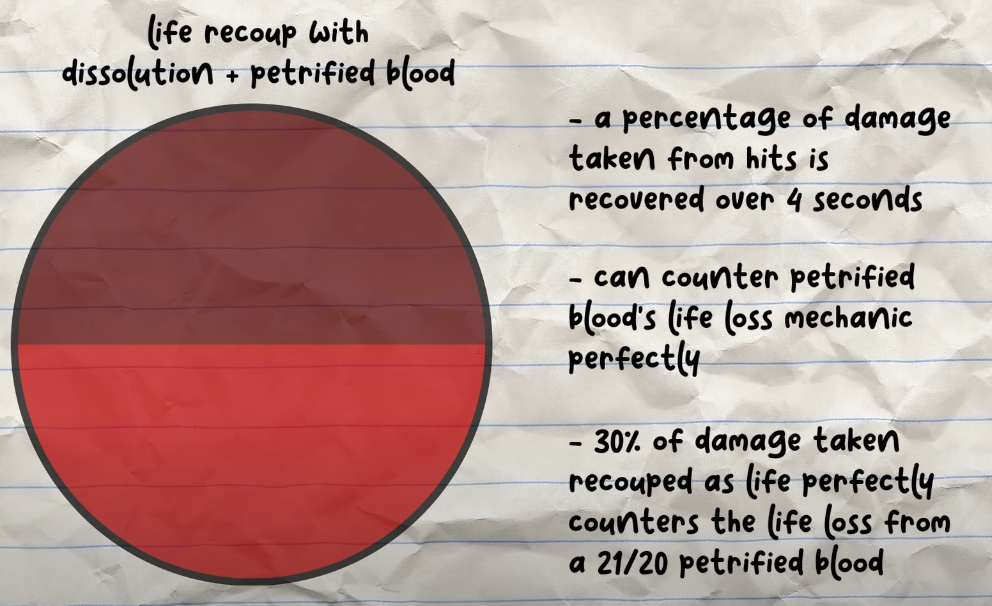 life recoup with
dissolution + petrified blood
- a percentage of damage
taken from hits is
recovered over 4 seconds
- can counter petrified
blood's life loss mechanic
perfectly
- 30% of damage taken
recouped as life perfectly
counters the life loss from
a 21/20 petrified blood